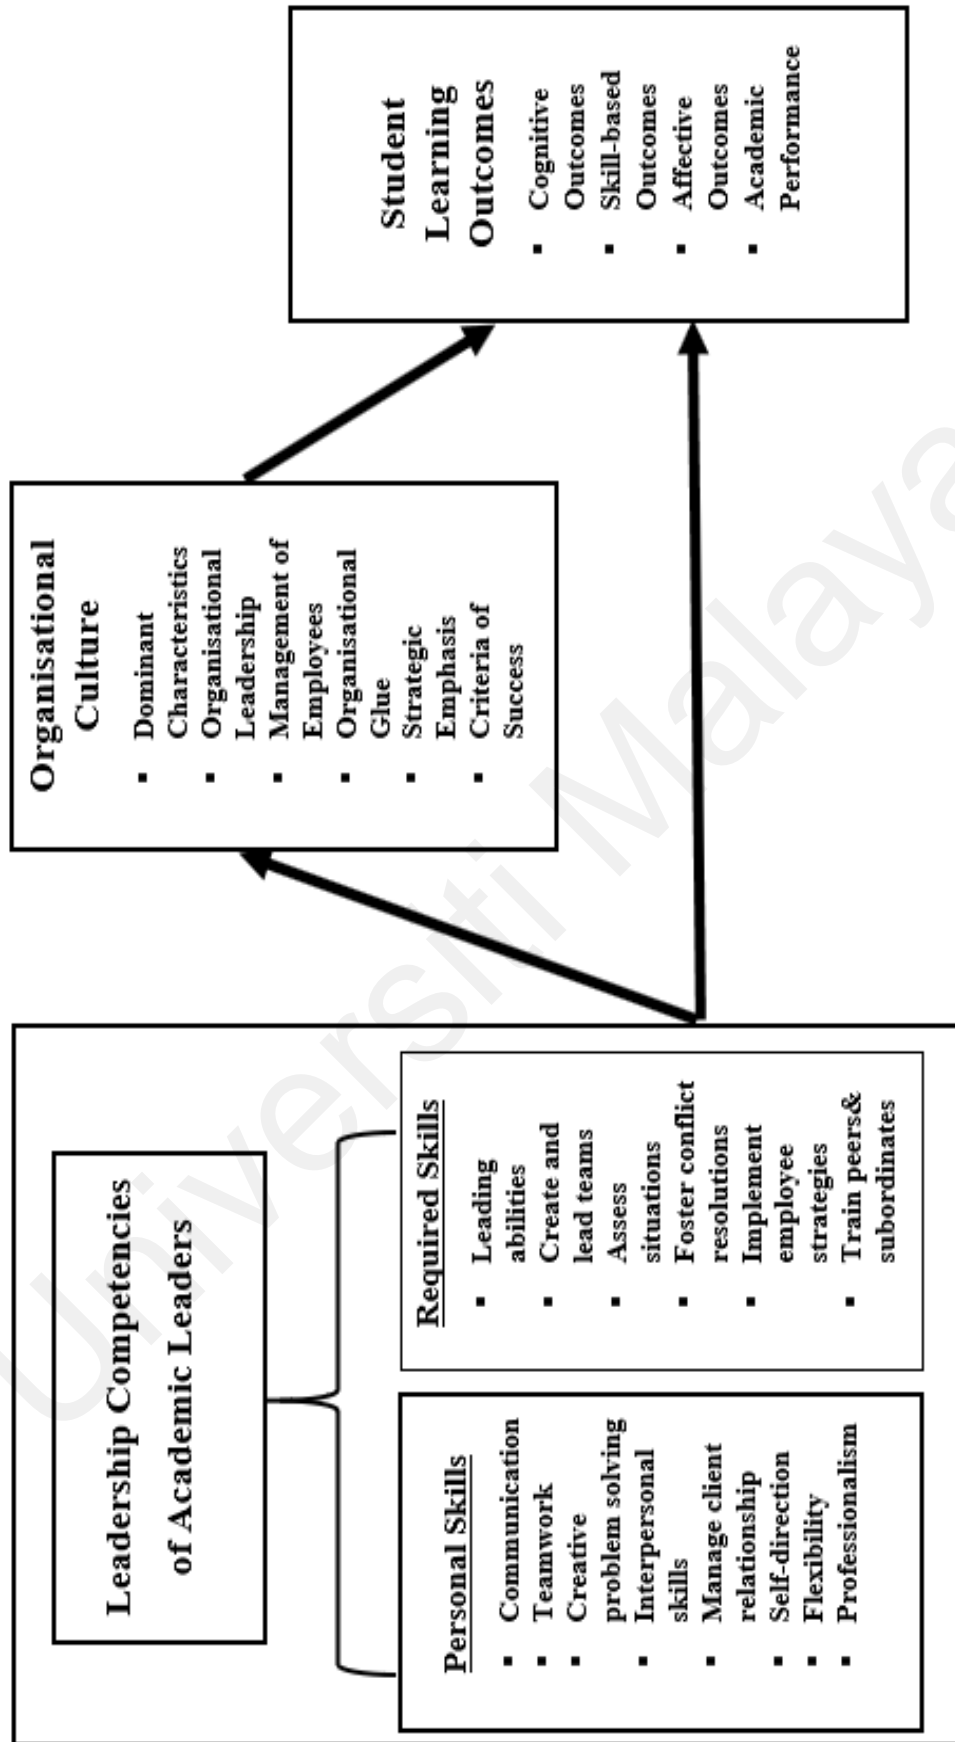 Leadership Competencies
of Academic Leaders
Personal Skills
▪ Communication
▪ Teamwork
▪ Creative
problem solving
▪ Interpersonal
skills
▪ Manage client
relationship
▪ Self-direction
▪ Flexibility
▪ Professionalism
Required Skills
▪ Leading
abilities
▪ Create and
lead teams
▪ Assess
situations
▪ Foster conflict
resolutions
▪ Implement
employee
strategies
▪ Train peers&
subordinates
Organisational
Culture
▪ Dominant
Characteristics
▪ Organisational
Leadership
▪ Management of
Employees
▪ Organisational
Glue
▪ Strategic
Emphasis
▪ Criteria of
Success
Student
Learning
Outcomes
▪ Cognitive
Outcomes
▪ Skill-based
Outcomes
▪ Affective
Outcomes
▪ Academic
Performance
Universiti Malaya